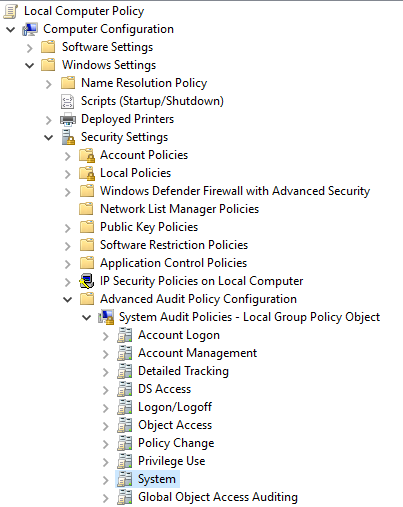 Local Computer Policy
Computer Configuration
Software Settings
Windows Settings
Name Resolution Policy
Scripts (Startup/Shutdown)
Deployed Printers
Security Settings
Account Policies
Local Policies
Windows Defender Firewall with Advanced Security
Network List Manager Policies
Public Key Policies
Software Restriction Policies
Application Control Policies
IP Security Policies on Local Computer
Advanced Audit Policy Configuration
System Audit Policies - Local Group Policy Object
Account Logon
Account Management
Detailed Tracking
DS Access
Logon/Logoff
Object Access
Policy Change
Privilege Use
System
Global Object Access Auditing